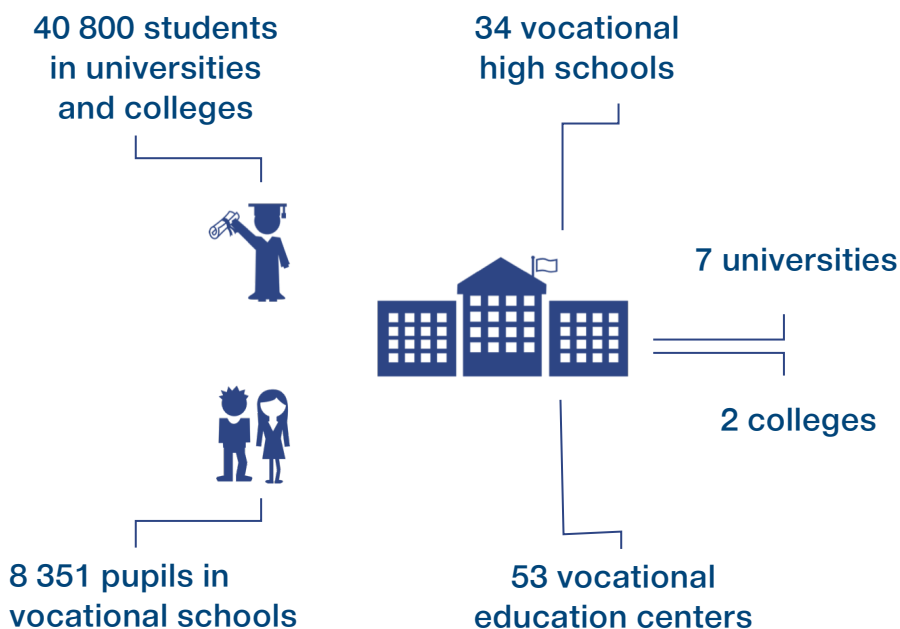 40 800 students
in universities
and colleges
34 vocational
high schools
7 universities
2 colleges
8 351 pupils in
vocational schools
53 vocational
education centers